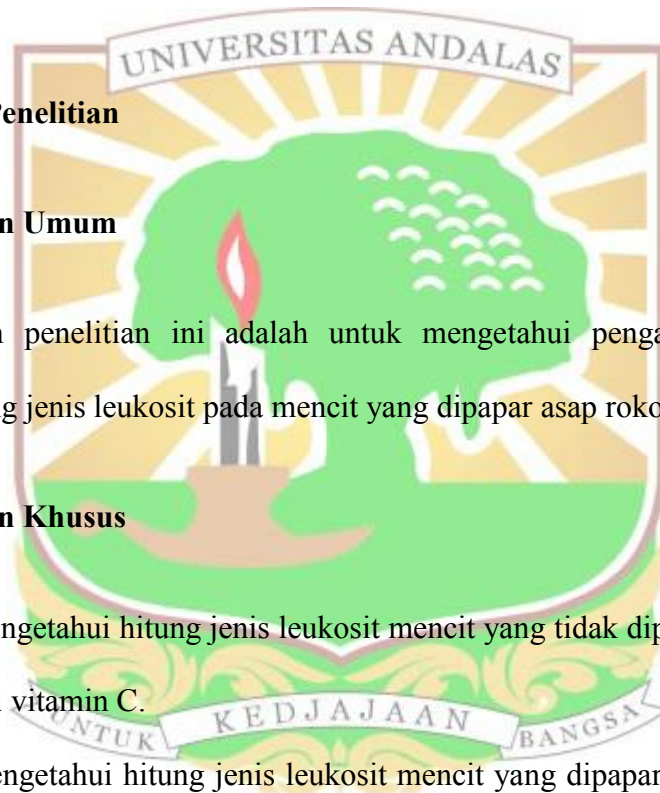 UNIVERSITAS ANDALAS
Penelitian
n Umum
penelitian ini adalah untuk mengetahui penga
ng jenis leukosit pada mencit yang dipapar asap roko
n Khusus
ngetahui hitung jenis leukosit mencit yang tidak dip
vitamin C.
UNTUK KEDJAJAAN BANGSA
engetahui hitung jenis leukosit mencit yang dipapar